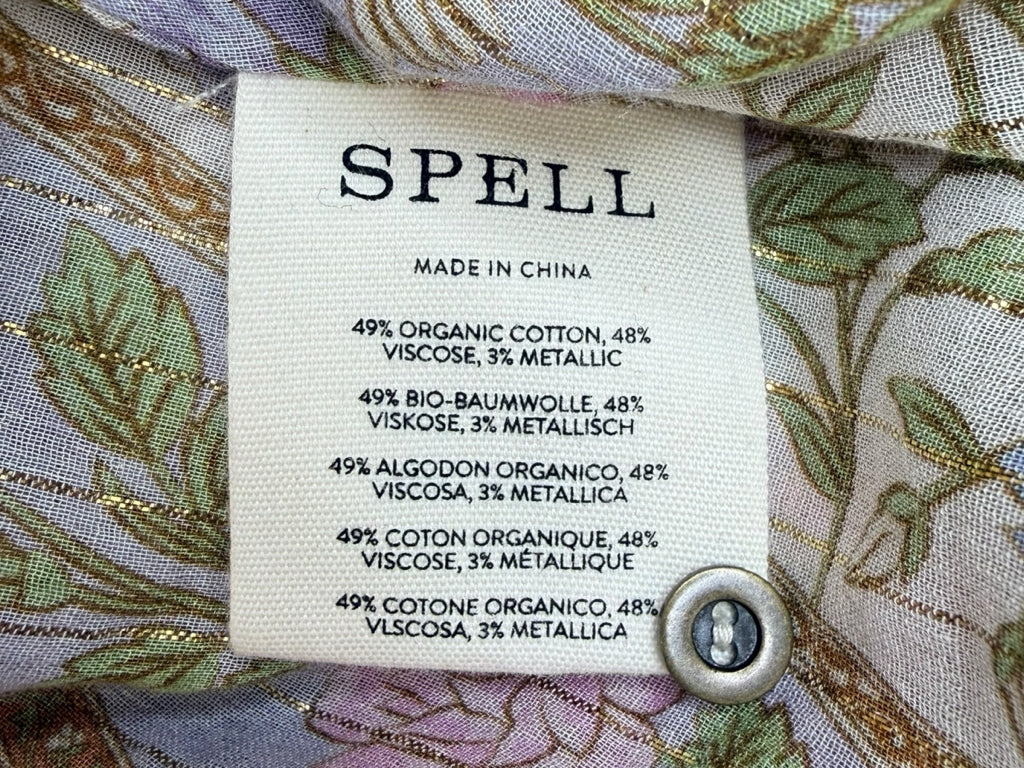 SPELL
MADE IN CHINA
49% ORGANIC COTTON, 48%
VISCOSE, 3% METALLIC
49% BIO-BAUMWOLLE, 48%
VISKOSE, 3% METALLISCH
49% ALGODON ORGANICO, 48%
VISCOSA, 3% METALLICA
49% COTON ORGANIQUE, 48%
VISCOSE, 3% MÉTALLIQUE
49% COTONE ORGANICO, 48%
VLSCOSA, 3% METALLICA